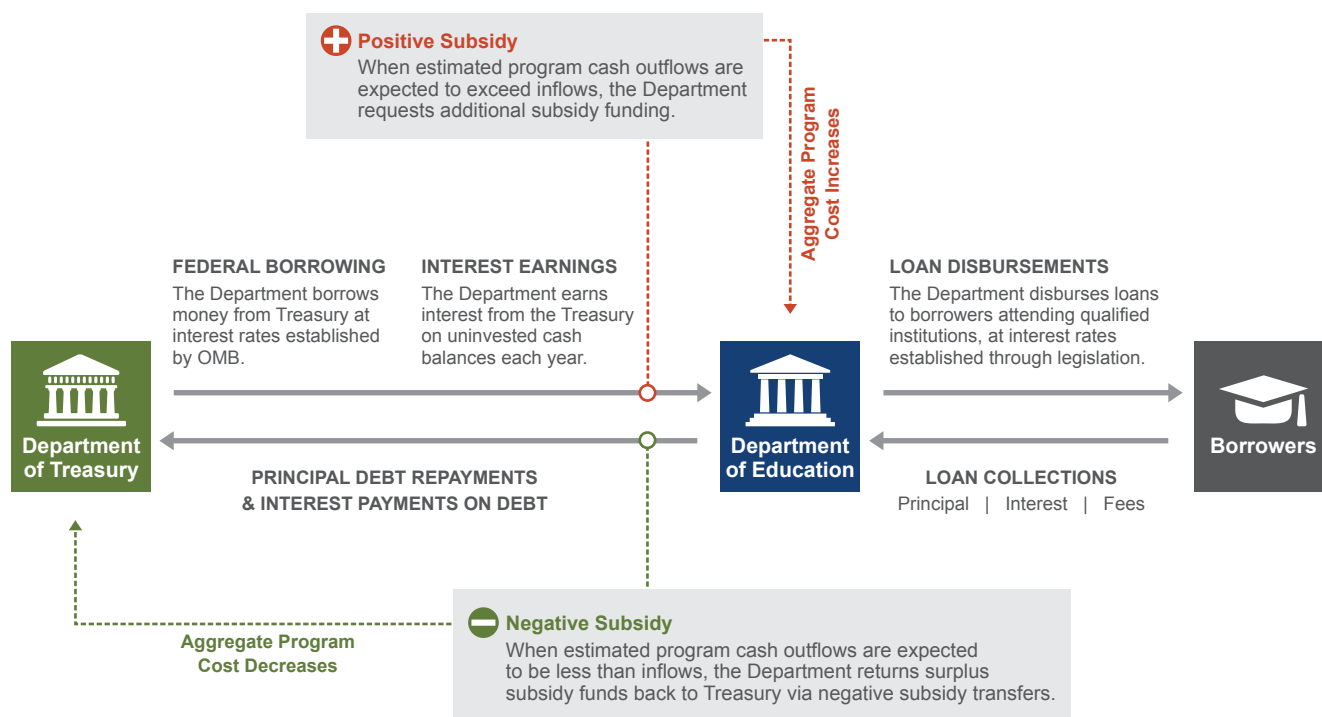 Positive Subsidy
When estimated program cash outflows are
expected to exceed inflows, the Department
requests additional subsidy funding.
Aggregate Program
Cost Increases
FEDERAL BORROWING
The Department borrows
money from Treasury at
interest rates established
by OMB.
INTEREST EARNINGS
The Department earns
interest from the Treasury
on uninvested cash
balances each year.
LOAN DISBURSEMENTS
The Department disburses loans
to borrowers attending qualified
institutions, at interest rates
established through legislation.
Department
of Treasury
Department
of Education
Borrowers
PRINCIPAL DEBT REPAYMENTS
& INTEREST PAYMENTS ON DEBT
LOAN COLLECTIONS
Principal | Interest | Fees
Aggregate Program
Cost Decreases
Negative Subsidy
When estimated program cash outflows are expected
to be less than inflows, the Department returns surplus
subsidy funds back to Treasury via negative subsidy transfers.